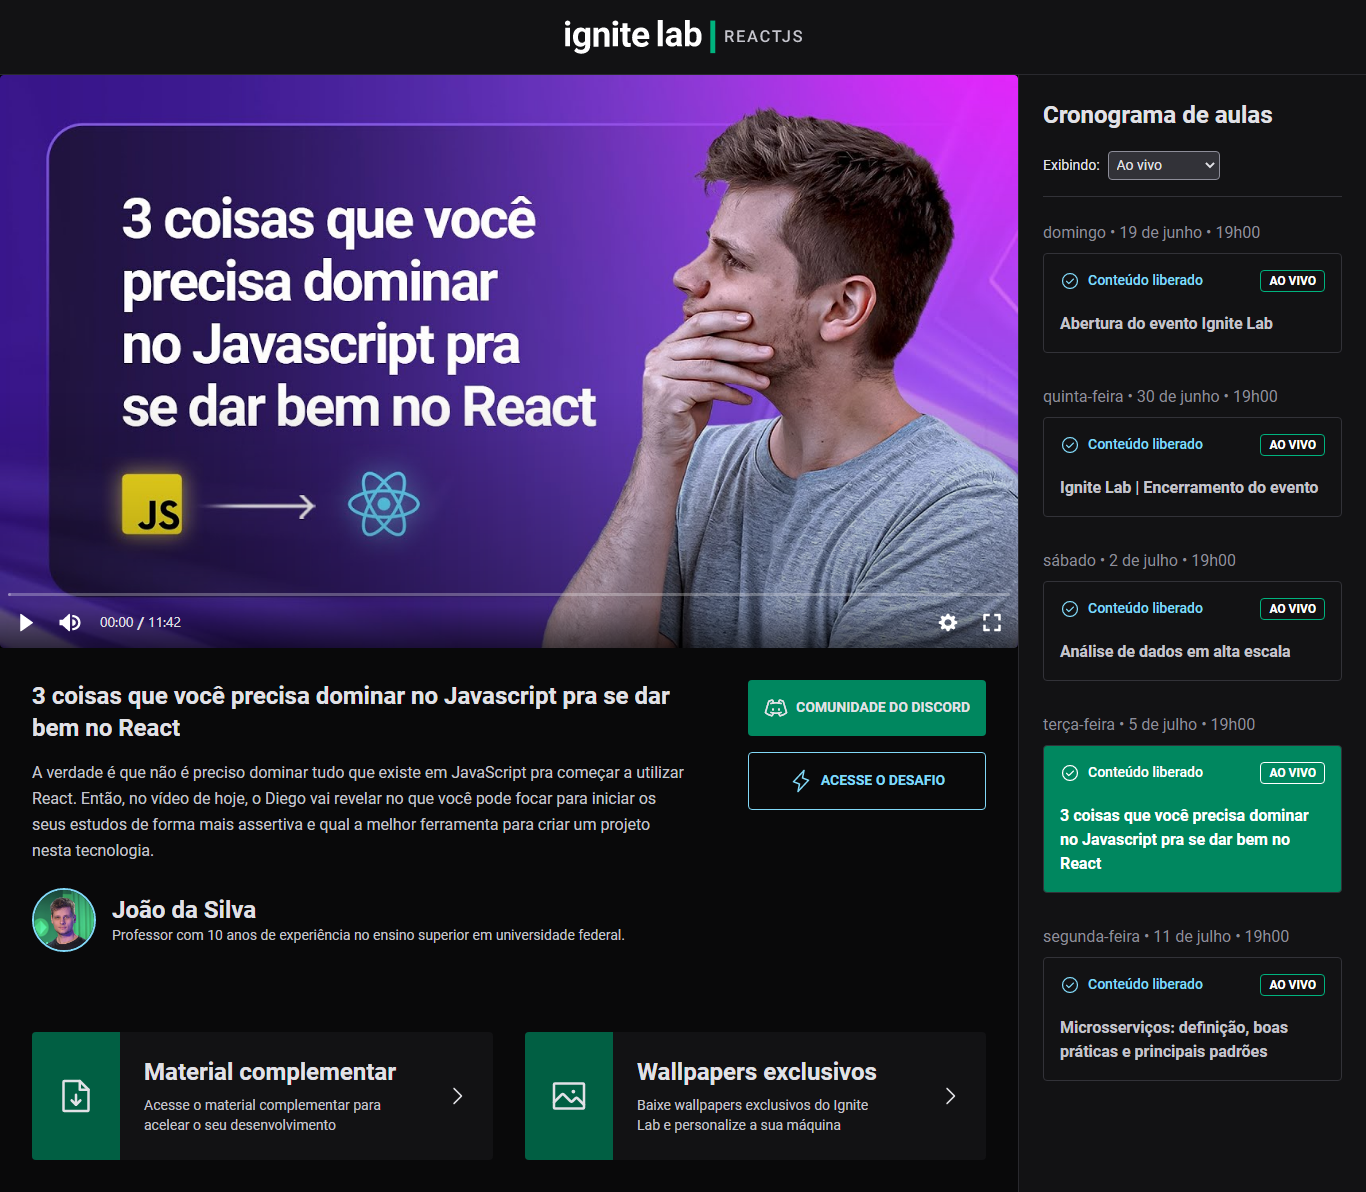 ignite lab | REACTJS
3 coisas que você
precisa dominar
no Javascript pra
se dar bem no React
JS
00:00 / 11:42
3 coisas que você precisa dominar no Javascript pra se dar
bem no React
A verdade é que não é preciso dominar tudo que existe em JavaScript pra começar a utilizar
React. Então, no vídeo de hoje, o Diego vai revelar no que você pode focar para iniciar os
seus estudos de forma mais assertiva e qual a melhor ferramenta para criar um projeto
nesta tecnologia.
João da Silva
Professor com 10 anos de experiência no ensino superior em universidade federal.
COMUNIDADE DO DISCORD
ACESSE O DESAFIO
Material complementar
Acesse o material complementar para
acelear o seu desenvolvimento
Wallpapers exclusivos
Baixe wallpapers exclusivos do Ignite
Lab e personalize a sua máquina
Cronograma de aulas
Exibindo: Ao vivo
domingo • 19 de junho • 19h00
Conteúdo liberado AO VIVO
Abertura do evento Ignite Lab
quinta-feira • 30 de junho • 19h00
Conteúdo liberado AO VIVO
Ignite Lab | Encerramento do evento
sábado • 2 de julho • 19h00
Conteúdo liberado AO VIVO
Análise de dados em alta escala
terça-feira • 5 de julho • 19h00
Conteúdo liberado AO VIVO
3 coisas que você precisa dominar
no Javascript pra se dar bem no
React
segunda-feira • 11 de julho • 19h00
Conteúdo liberado AO VIVO
Microsserviços: definição, boas
práticas e principais padrões